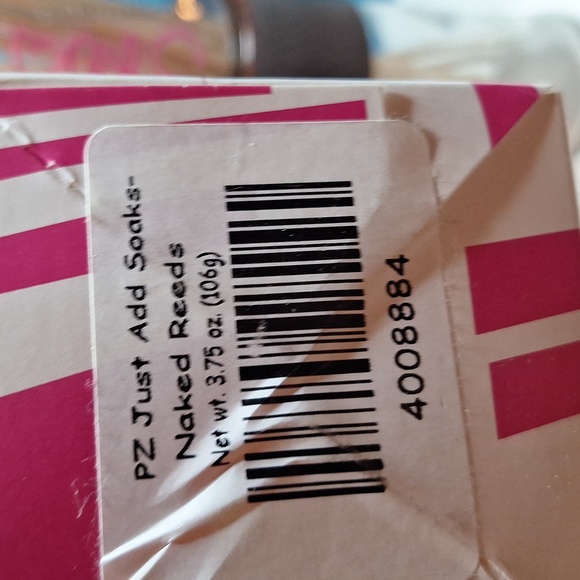 PZ Just Add Soaks-
Naked Reeds
Net wt. 3.75 oz. (106g)
4008884